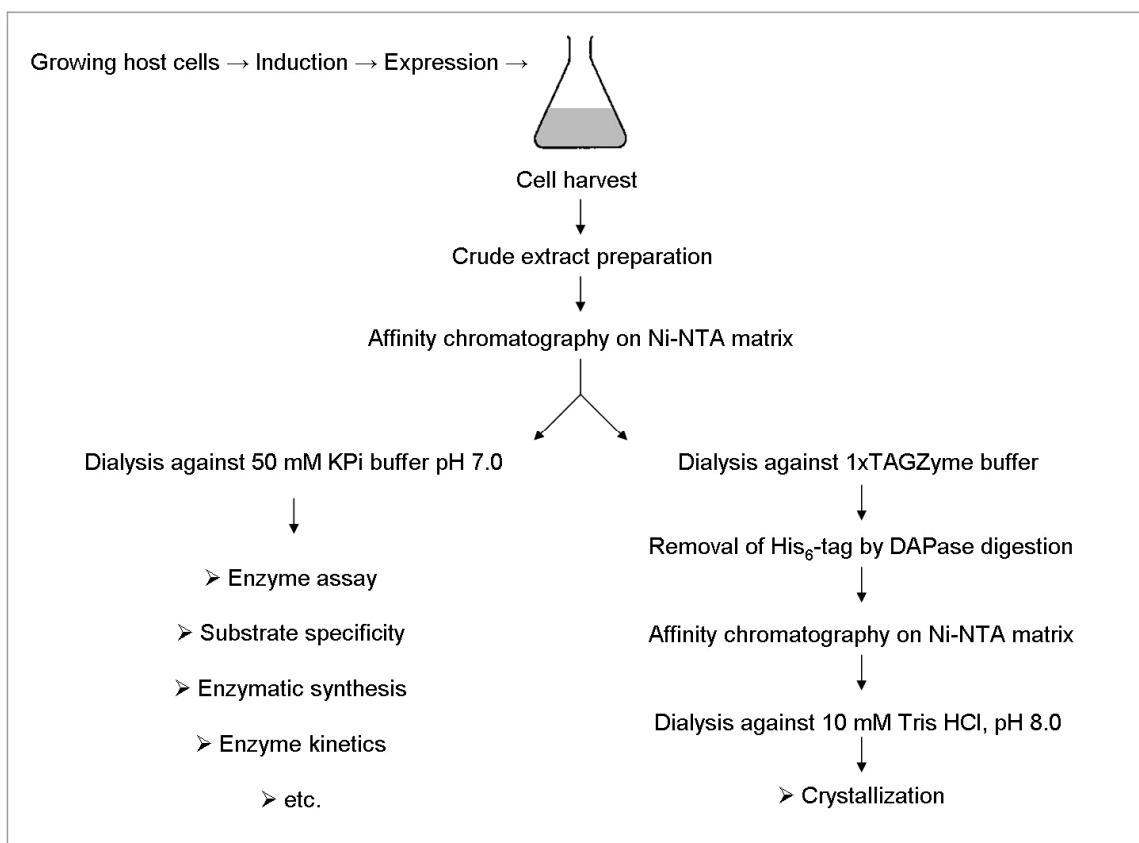 Growing host cells → Induction → Expression →
Cell harvest
Crude extract preparation
Affinity chromatography on Ni-NTA matrix
Dialysis against 50 mM KPi buffer pH 7.0
➢ Enzyme assay
➢ Substrate specificity
➢ Enzymatic synthesis
➢ Enzyme kinetics
➢ etc.
Dialysis against 1xTAGZyme buffer
Removal of His₆-tag by DAPase digestion
Affinity chromatography on Ni-NTA matrix
Dialysis against 10 mM Tris HCl, pH 8.0
➢ Crystallization